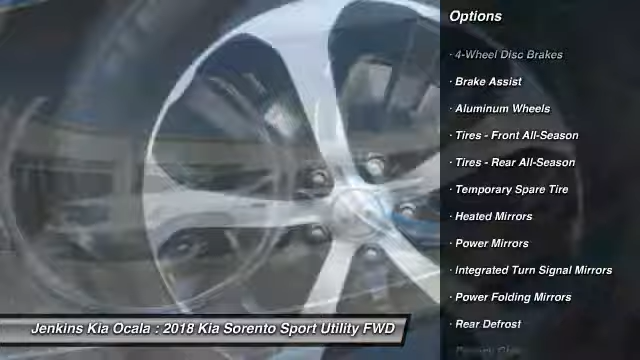 Options
· 4-Wheel Disc Brakes
· Brake Assist
· Aluminum Wheels
· Tires - Front All-Season
· Tires - Rear All-Season
· Temporary Spare Tire
· Heated Mirrors
· Power Mirrors
· Integrated Turn Signal Mirrors
· Power Folding Mirrors
· Rear Defrost
Jenkins Kia Ocala : 2018 Kia Sorento Sport Utility FWD